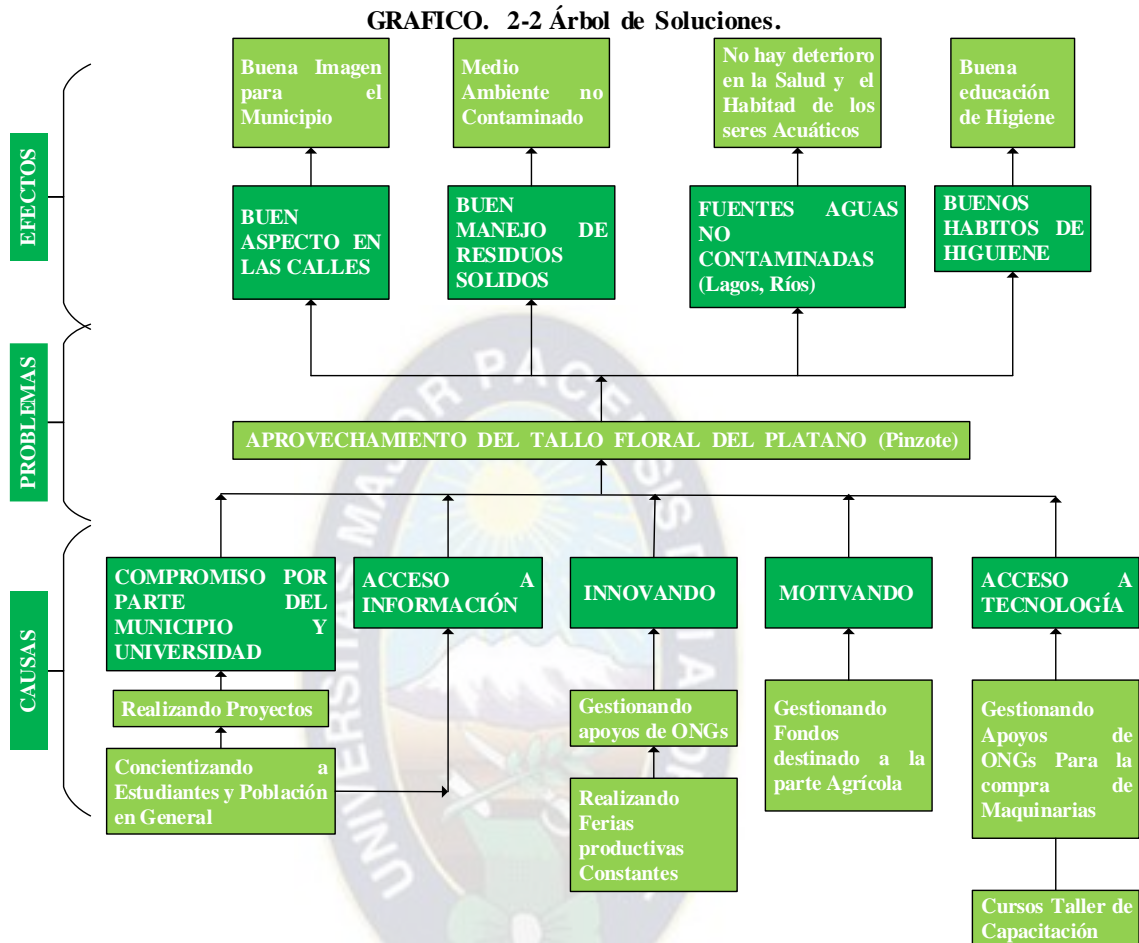 GRAFICO. 2-2 Árbol de Soluciones.
EFECTOS
Buena Imagen
para el
Municipio
Medio
Ambiente no
Contaminado
No hay deterioro
en la Salud y el
Habitad de los
seres Acuáticos
Buena
educación
de Higiene
BUEN
ASPECTO EN
LAS CALLES
BUEN
MANEJO DE
RESIDUOS
SOLIDOS
FUENTES AGUAS
NO
CONTAMINADAS
(Lagos, Ríos)
BUENOS
HABITOS DE
HIGUIENE
PROBLEMAS
APROVECHAMIENTO DEL TALLO FLORAL DEL PLATANO (Pinzote)
CAUSAS
COMPROMISO POR
PARTE DEL
MUNICIPIO Y
UNIVERSIDAD
ACCESO A
INFORMACIÓN
INNOVANDO
MOTIVANDO
ACCESO A
TECNOLOGÍA
Realizando Proyectos
Concientizando a
Estudiantes y Población
en General
Gestionando
apoyos de ONGs
Realizando
Ferias
productivas
Constantes
Gestionando
Fondos
destinado a la
parte Agrícola
Gestionando
Apoyos de
ONGs Para la
compra de
Maquinarias
Cursos Taller de
Capacitación
UNIVERSITAS MAJOR PACENSIS DIVI A